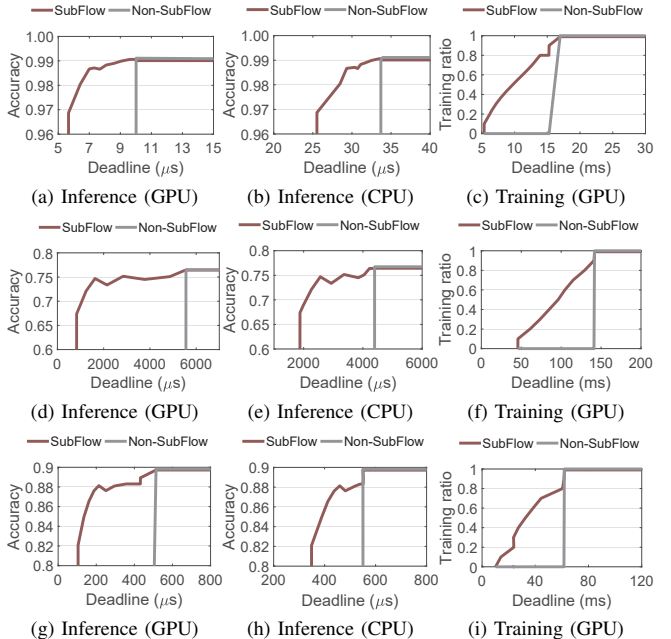 SubFlow Non-SubFlow
Accuracy
1.00
0.99
0.98
0.97
0.96
5 7 9 11 13 15
Deadline (μs)
(a) Inference (GPU)
SubFlow Non-SubFlow
Accuracy
1.00
0.99
0.98
0.97
0.96
20 24 28 32 36 40
Deadline (μs)
(b) Inference (CPU)
SubFlow Non-SubFlow
Training ratio
1
0.8
0.6
0.4
0.2
0
5 10 15 20 25 30
Deadline (ms)
(c) Training (GPU)
SubFlow Non-SubFlow
Accuracy
0.8
0.75
0.7
0.65
0.6
0 2000 4000 6000
Deadline (μs)
(d) Inference (GPU)
SubFlow Non-SubFlow
Accuracy
0.8
0.75
0.7
0.65
0.6
2000 4000 6000
Deadline (μs)
(e) Inference (CPU)
SubFlow Non-SubFlow
Training ratio
1
0.8
0.6
0.4
0.2
0
0 50 100 150 200
Deadline (ms)
(f) Training (GPU)
SubFlow Non-SubFlow
Accuracy
0.9
0.88
0.86
0.84
0.82
0.8
0 200 400 600 800
Deadline (μs)
(g) Inference (GPU)
SubFlow Non-SubFlow
Accuracy
0.9
0.88
0.86
0.84
0.82
0.8
200 400 600 800
Deadline (μs)
(h) Inference (CPU)
SubFlow Non-SubFlow
Training ratio
1
0.8
0.6
0.4
0.2
0
0 40 80 120
Deadline (ms)
(i) Training (GPU)